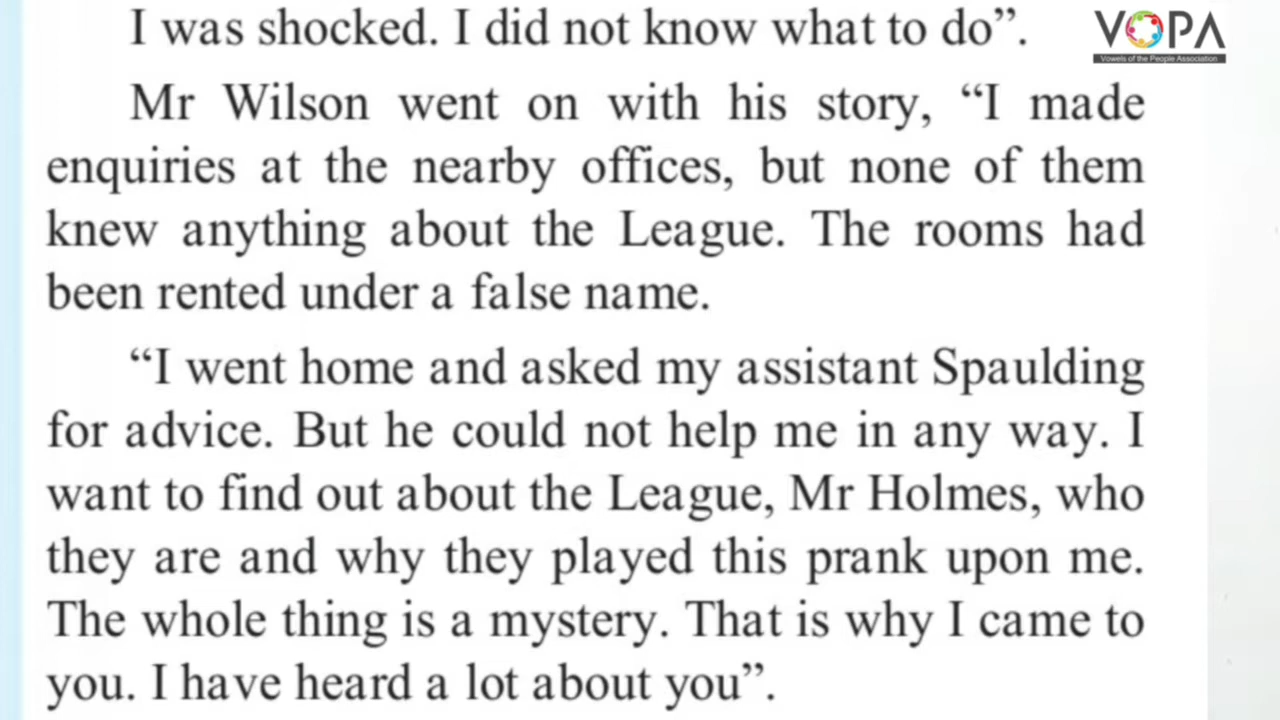 I was shocked. I did not know what to do”.
VOPA
Vowels of the People Association
Mr Wilson went on with his story, “I made
enquiries at the nearby offices, but none of them
knew anything about the League. The rooms had
been rented under a false name.
“I went home and asked my assistant Spaulding
for advice. But he could not help me in any way. I
want to find out about the League, Mr Holmes, who
they are and why they played this prank upon me.
The whole thing is a mystery. That is why I came to
you. I have heard a lot about you”.